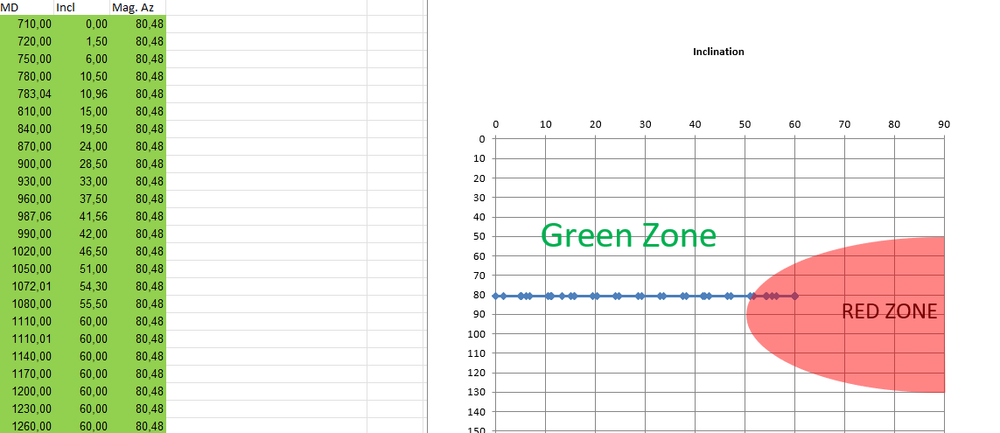 MD Incl Mag. Az
710,00 0,00 80,48
720,00 1,50 80,48
750,00 6,00 80,48
780,00 10,50 80,48
783,04 10,96 80,48
810,00 15,00 80,48
840,00 19,50 80,48
870,00 24,00 80,48
900,00 28,50 80,48
930,00 33,00 80,48
960,00 37,50 80,48
987,06 41,56 80,48
990,00 42,00 80,48
1020,00 46,50 80,48
1050,00 51,00 80,48
1072,01 54,30 80,48
1080,00 55,50 80,48
1110,00 60,00 80,48
1110,01 60,00 80,48
1140,00 60,00 80,48
1170,00 60,00 80,48
1200,00 60,00 80,48
1230,00 60,00 80,48
1260,00 60,00 80,48
Inclination
0 10 20 30 40 50 60 70 80 90
0
10
20
30
40
Green Zone
50
60
70
80
RED ZONE
90
100
110
120
130
140
150